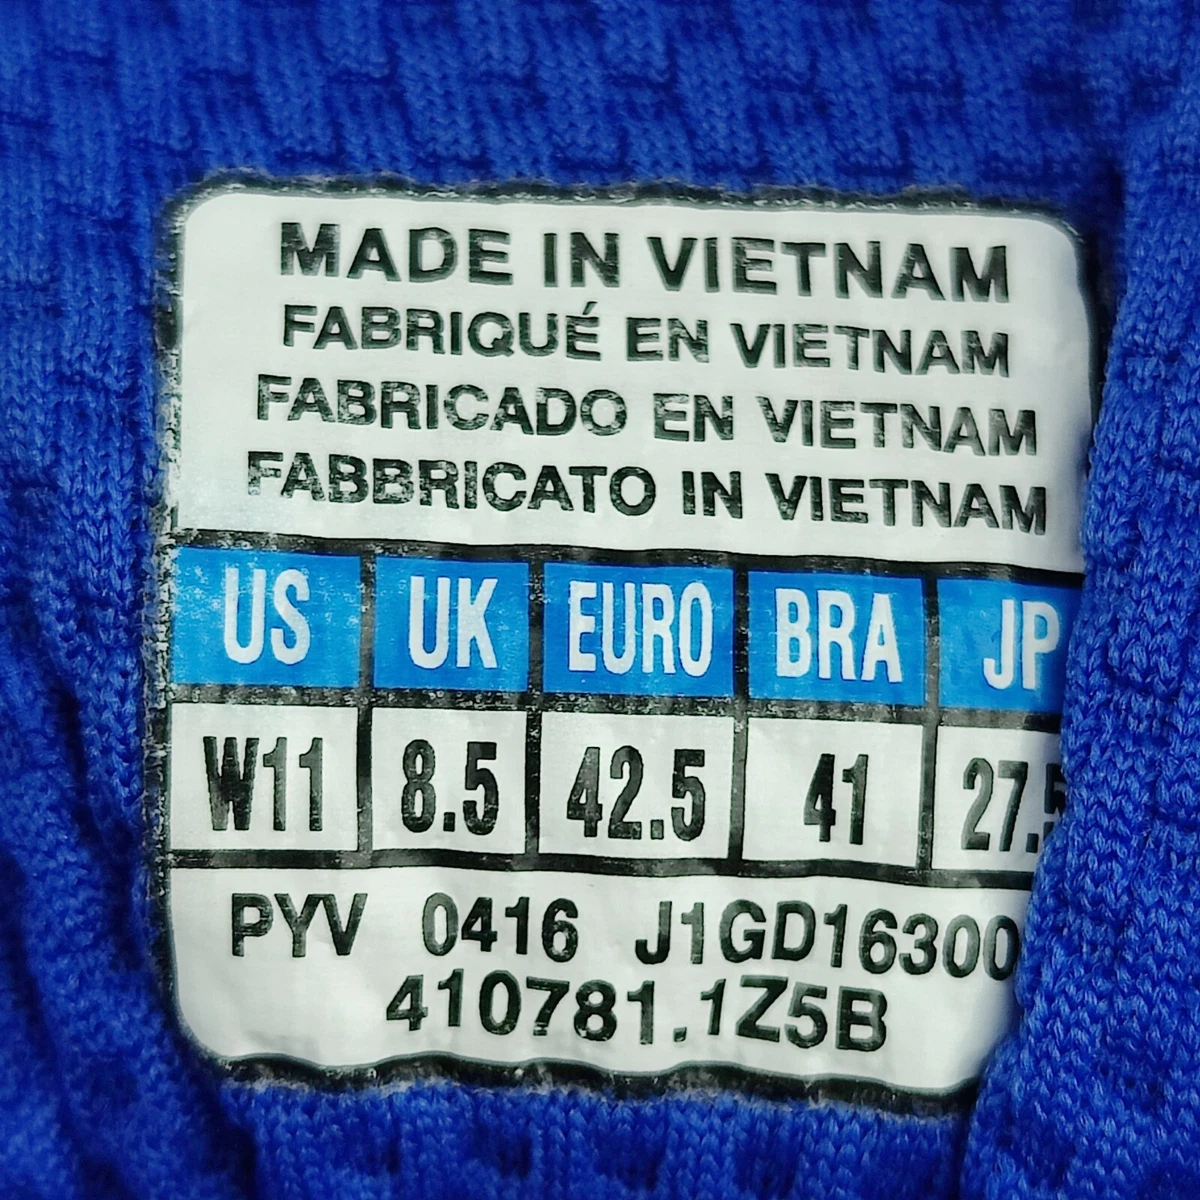 MADE IN VIETNAM
FABRIQUÉ EN VIETNAM
FABRICADO EN VIETNAM
FABBRICATO IN VIETNAM
US UK EURO BRA JP
W11 8.5 42.5 41 27.5
PYV 0416 J1GD16300
410781.1Z5B